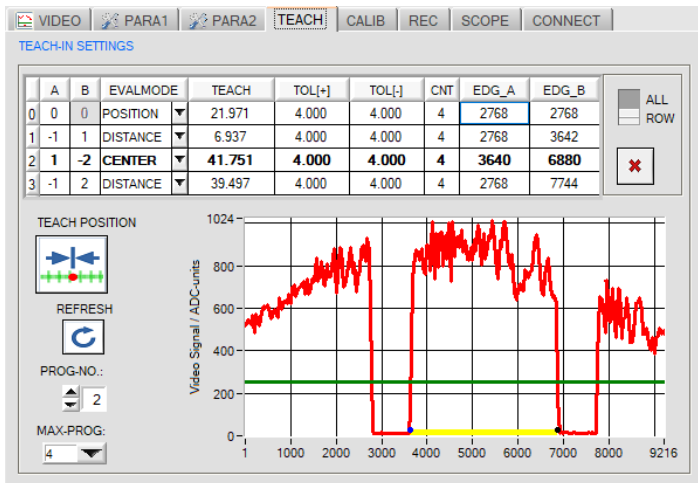 VIDEO PARA1 PARA2 TEACH CALIB REC SCOPE CONNECT
TEACH-IN SETTINGS
A B EVALMODE TEACH TOL[+] TOL[-] CNT EDG_A EDG_B
0 0 0 POSITION 21.971 4.000 4.000 4 2768 2768
1 -1 1 DISTANCE 6.937 4.000 4.000 4 2768 3642
2 1 -2 CENTER 41.751 4.000 4.000 4 3640 6880
3 -1 2 DISTANCE 39.497 4.000 4.000 4 2768 7744
ALL
ROW
TEACH POSITION
REFRESH
PROG-NO.:
2
MAX-PROG:
4
Video Signal / ADC-units
1024
800
600
400
200
0
1 1000 2000 3000 4000 5000 6000 7000 8000 9216